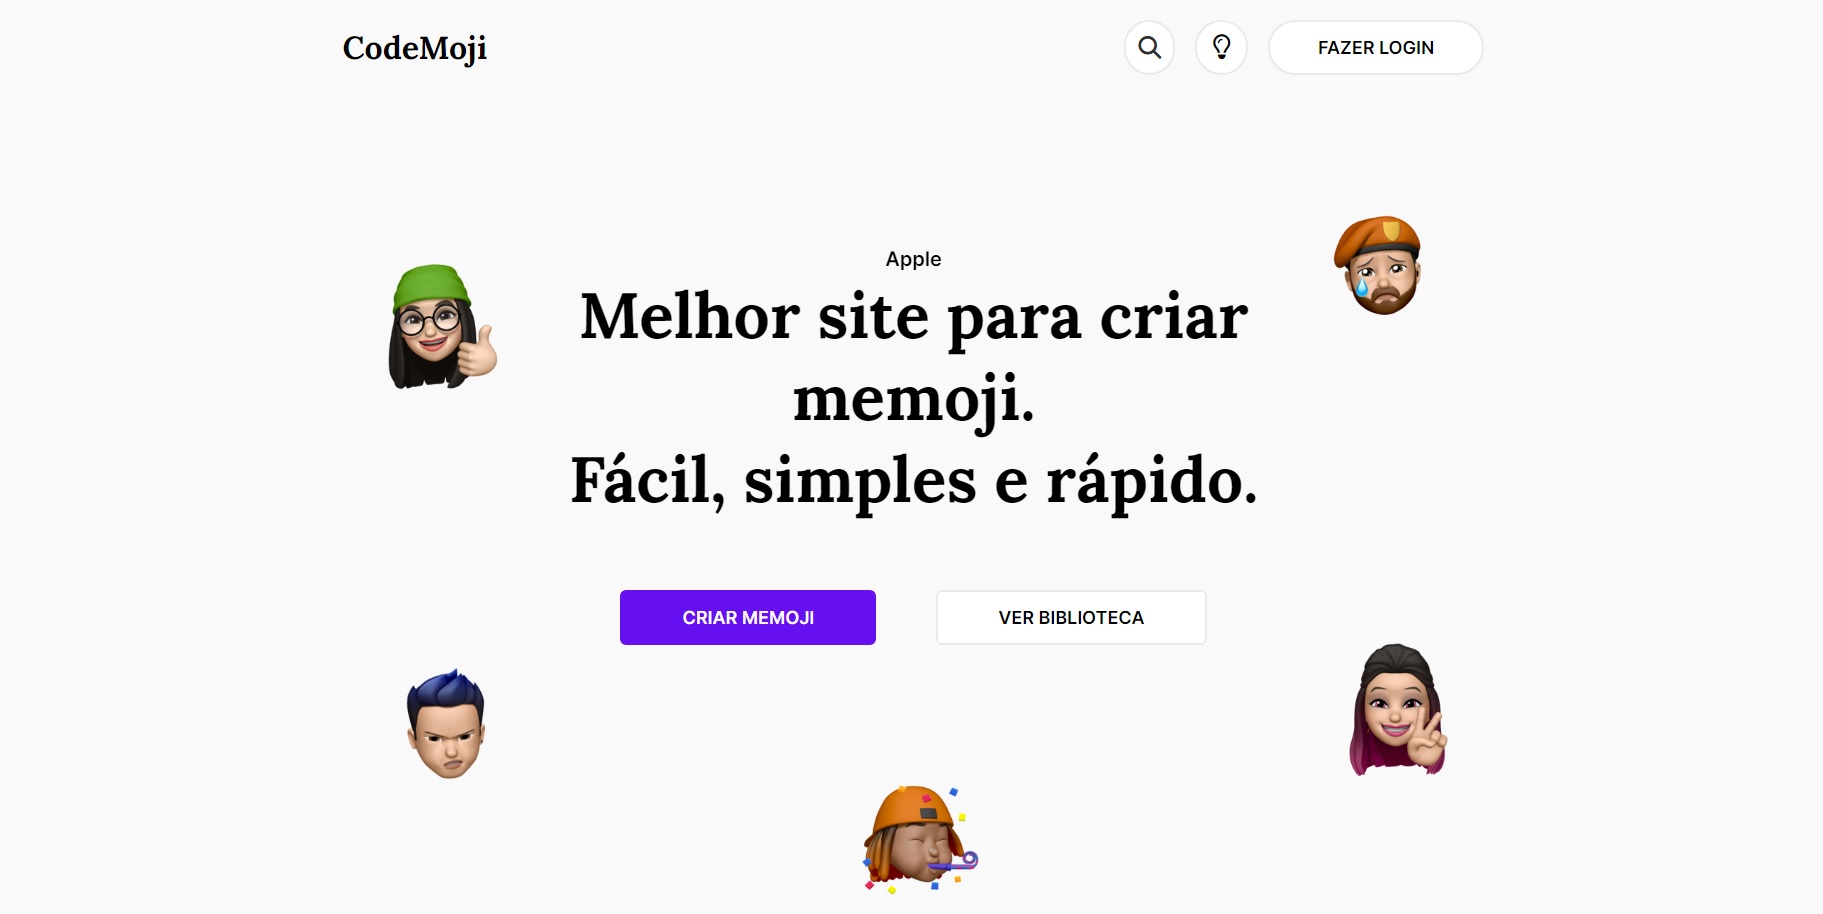 CodeMoji
FAZER LOGIN
Apple
Melhor site para criar
memoji.
Fácil, simples e rápido.
CRIAR MEMOJI
VER BIBLIOTECA